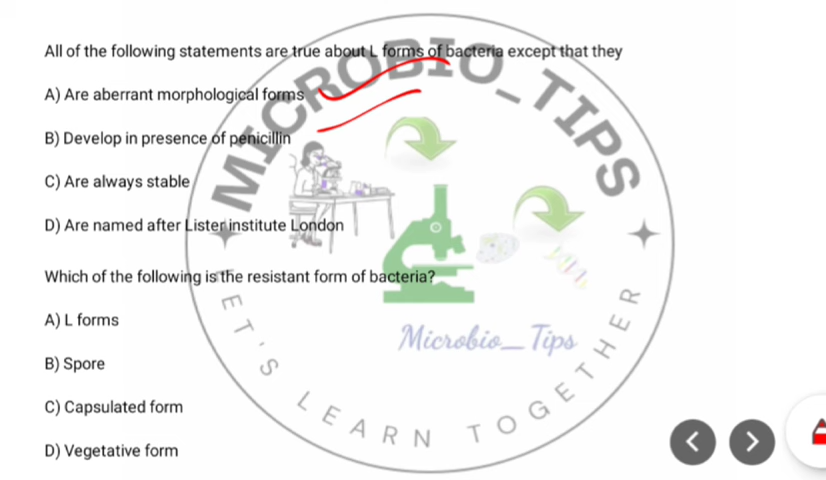 All of the following statements are true about L forms of bacteria except that they
A) Are aberrant morphological forms
B) Develop in presence of penicillin
C) Are always stable
D) Are named after Lister institute London
Which of the following is the resistant form of bacteria?
A) L forms
B) Spore
C) Capsulated form
D) Vegetative form
MICROBIO_TIPS
Microbio_Tips
LET'S LEARN TOGETHER